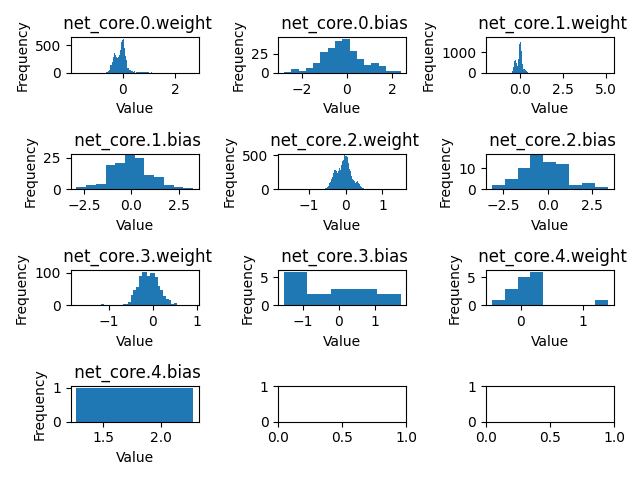 net_core.0.weight
net_core.0.bias
net_core.1.weight
Frequency
500
0
0
2
Value
Frequency
25
0
−2
0
2
Value
Frequency
1000
0
0.0
2.5
5.0
Value
net_core.1.bias
net_core.2.weight
net_core.2.bias
Frequency
25
0
−2.5
0.0
2.5
Value
Frequency
500
0
−1
0
1
Value
Frequency
10
0
−2.5
0.0
2.5
Value
net_core.3.weight
net_core.3.bias
net_core.4.weight
Frequency
100
0
−1
0
1
Value
Frequency
5
0
−1
0
1
Value
Frequency
5
0
0
1
Value
net_core.4.bias
Frequency
1
0
1.5
2.0
Value
1
0
0.0
0.5
1.0
1
0
0.0
0.5
1.0